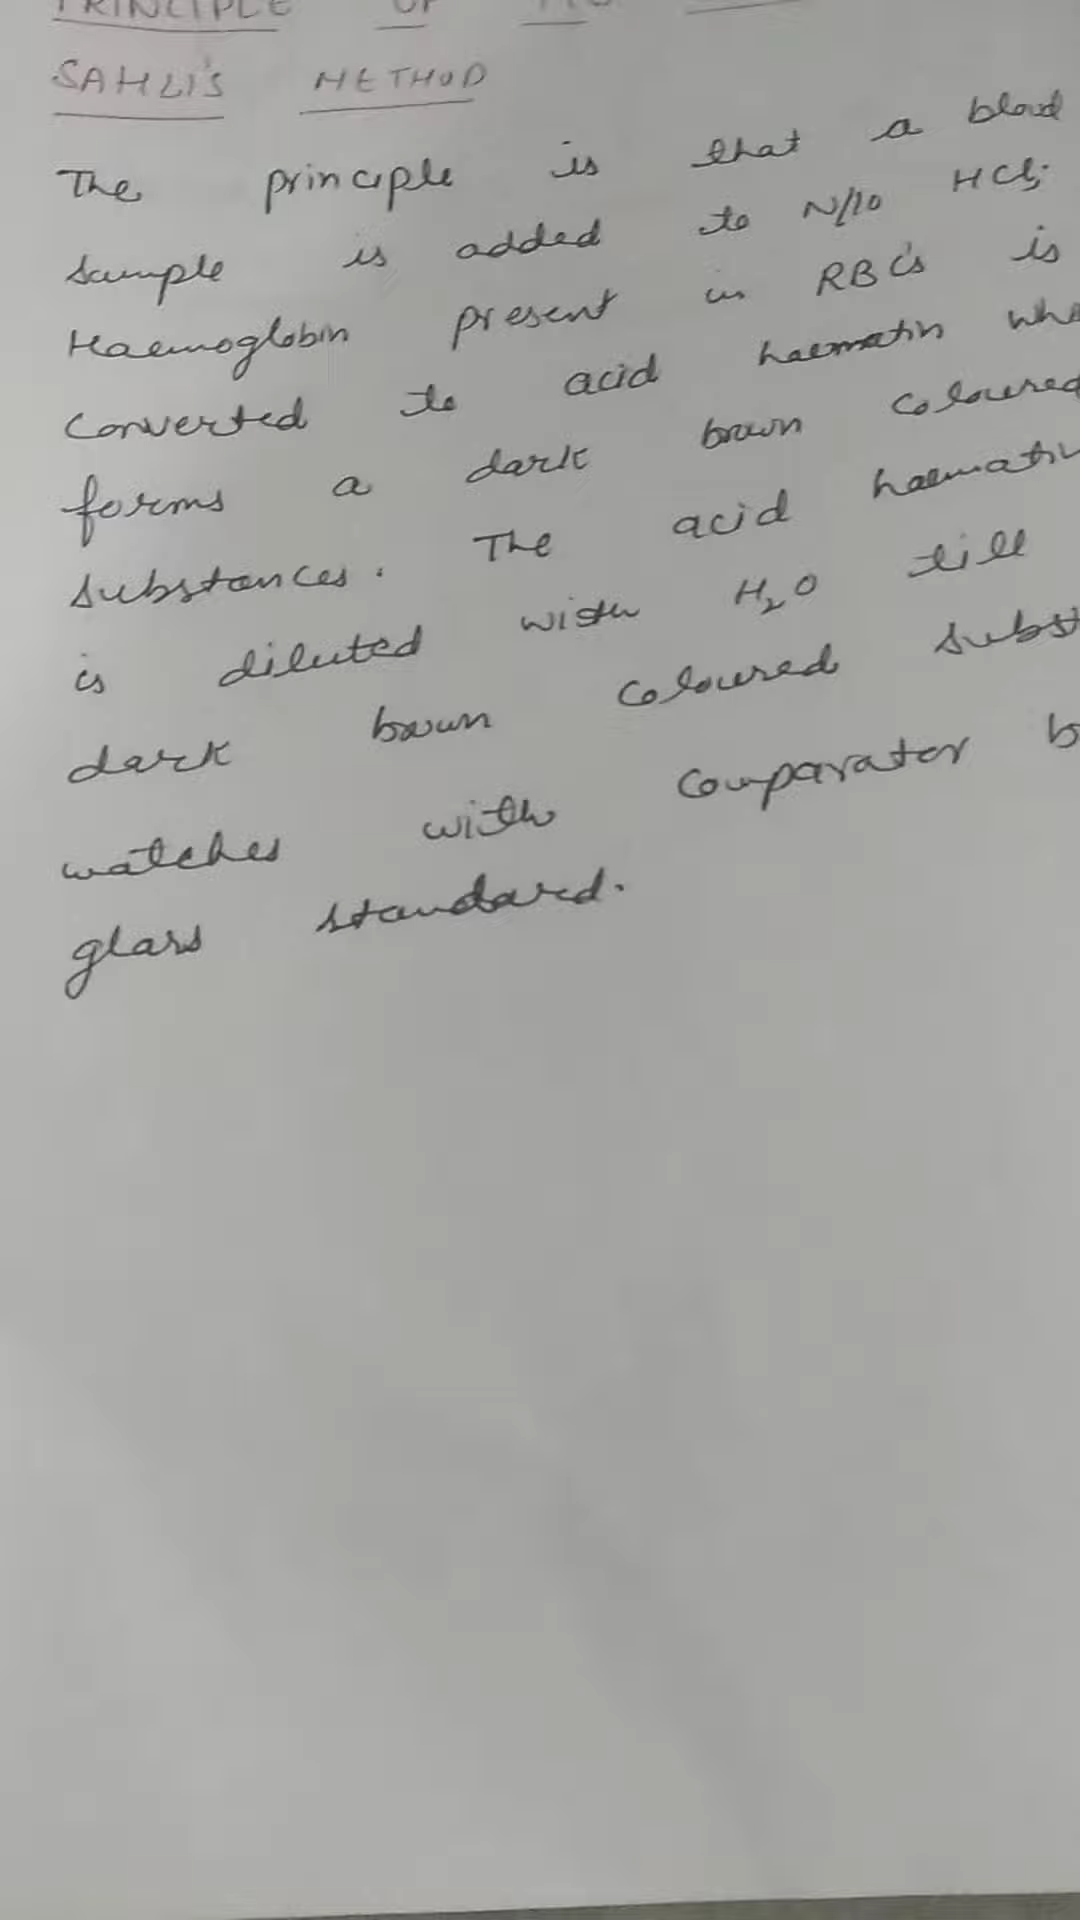 PRINCIPLE OF
SAHLI'S METHOD
The principle is that a blood
sample is added to N/10 HCl;
Haemoglobin present in RBC's is
converted to acid haematin
forms a dark brown coloured
substances. The acid
is diluted with H₂O till
dark brown coloured
matches with comparator
glass standard.